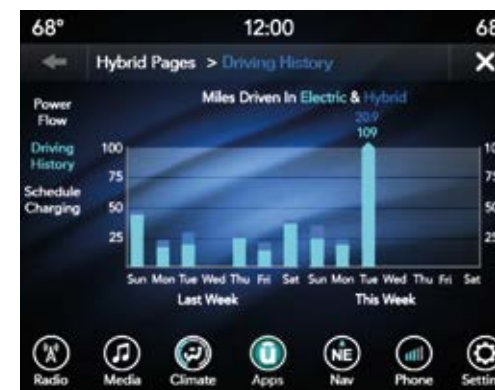 68° 12:00 68
Hybrid Pages > Driving History
Miles Driven In Electric & Hybrid
20.9
109
Power
Flow
Driving
History
Schedule
Charging
100 10
75 75
50 50
25 25
Sun Mon Tue Wed Thu Fri Sat Sun Mon Tue Wed Thu Fri Sat
Last Week This Week
NE
Radio Media Climate Apps Nav Phone Settin